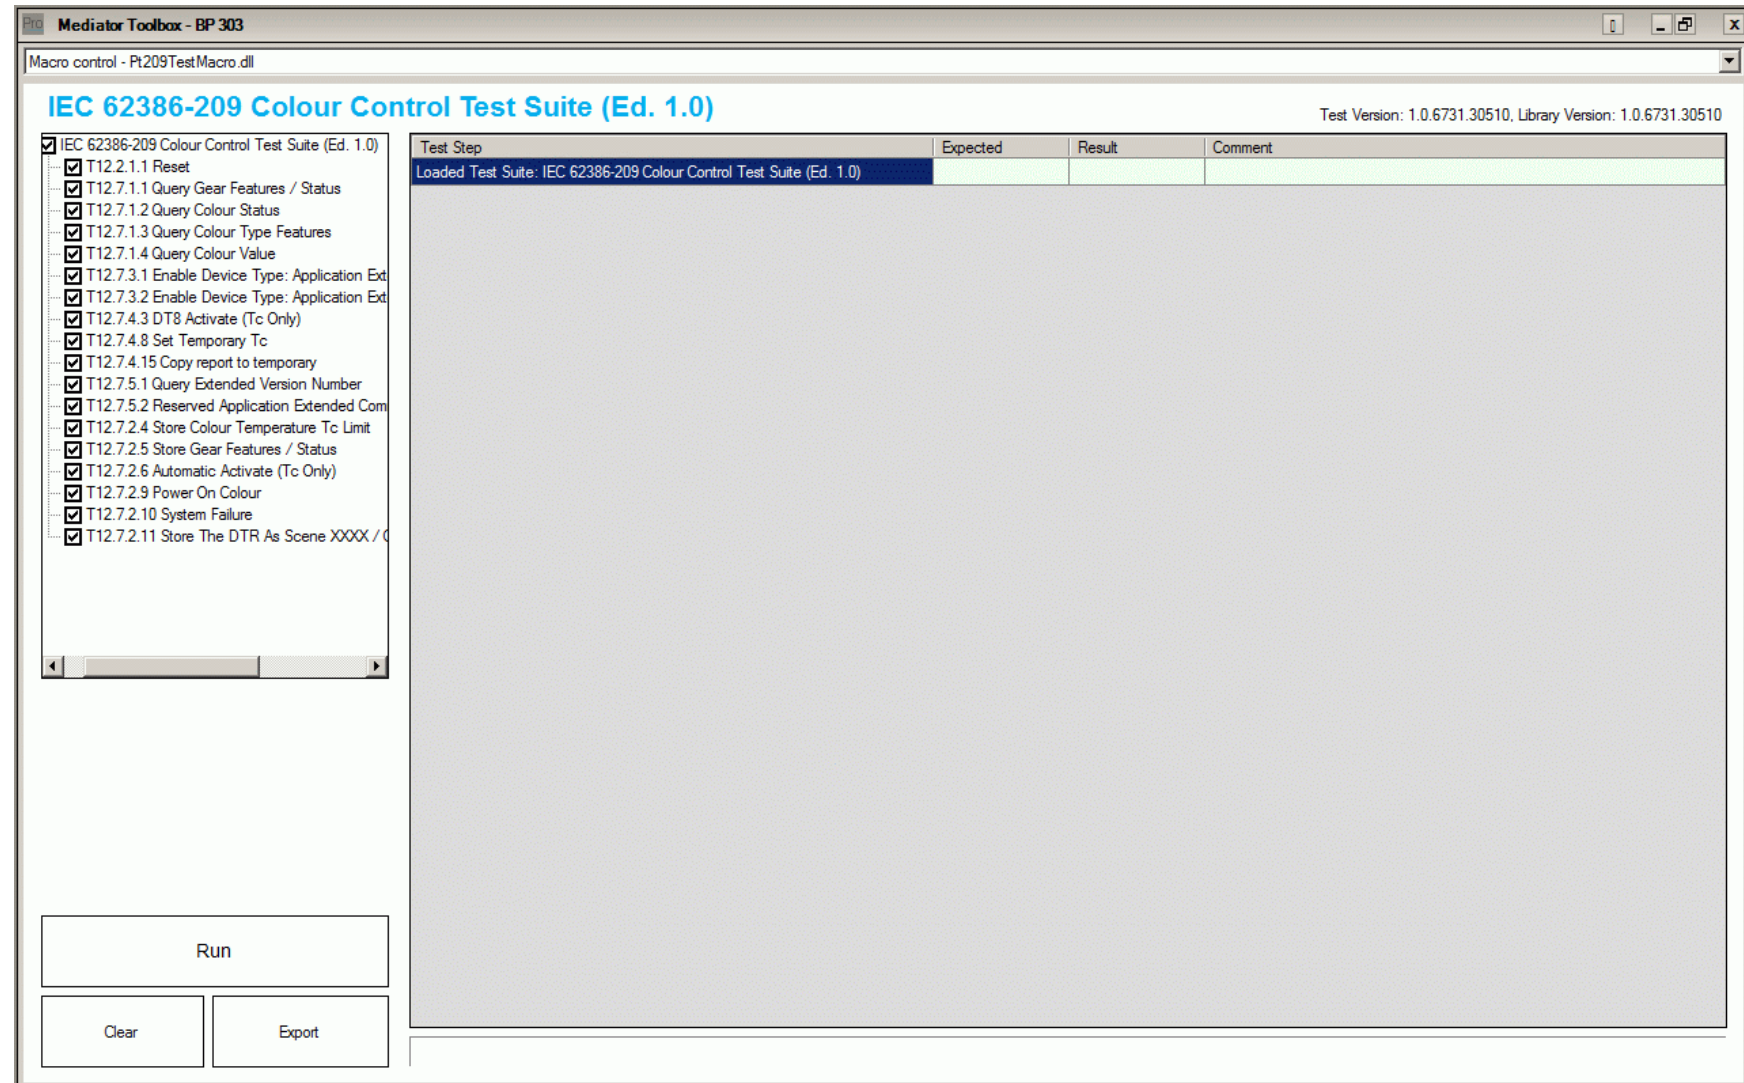 Pro Mediator Toolbox - BP 303
Macro control - Pt209TestMacro.dll
IEC 62386-209 Colour Control Test Suite (Ed. 1.0)
Test Version: 1.0.6731.30510, Library Version: 1.0.6731.30510
IEC 62386-209 Colour Control Test Suite (Ed. 1.0)
T12.2.1.1 Reset
T12.7.1.1 Query Gear Features / Status
T12.7.1.2 Query Colour Status
T12.7.1.3 Query Colour Type Features
T12.7.1.4 Query Colour Value
T12.7.3.1 Enable Device Type: Application Ext
T12.7.3.2 Enable Device Type: Application Ext
T12.7.4.3 DT8 Activate (Tc Only)
T12.7.4.8 Set Temporary Tc
T12.7.4.15 Copy report to temporary
T12.7.5.1 Query Extended Version Number
T12.7.5.2 Reserved Application Extended Com
T12.7.2.4 Store Colour Temperature Tc Limit
T12.7.2.5 Store Gear Features / Status
T12.7.2.6 Automatic Activate (Tc Only)
T12.7.2.9 Power On Colour
T12.7.2.10 System Failure
T12.7.2.11 Store The DTR As Scene XXXX /
Test Step Expected Result Comment
Loaded Test Suite: IEC 62386-209 Colour Control Test Suite (Ed. 1.0)
Run
Clear Export